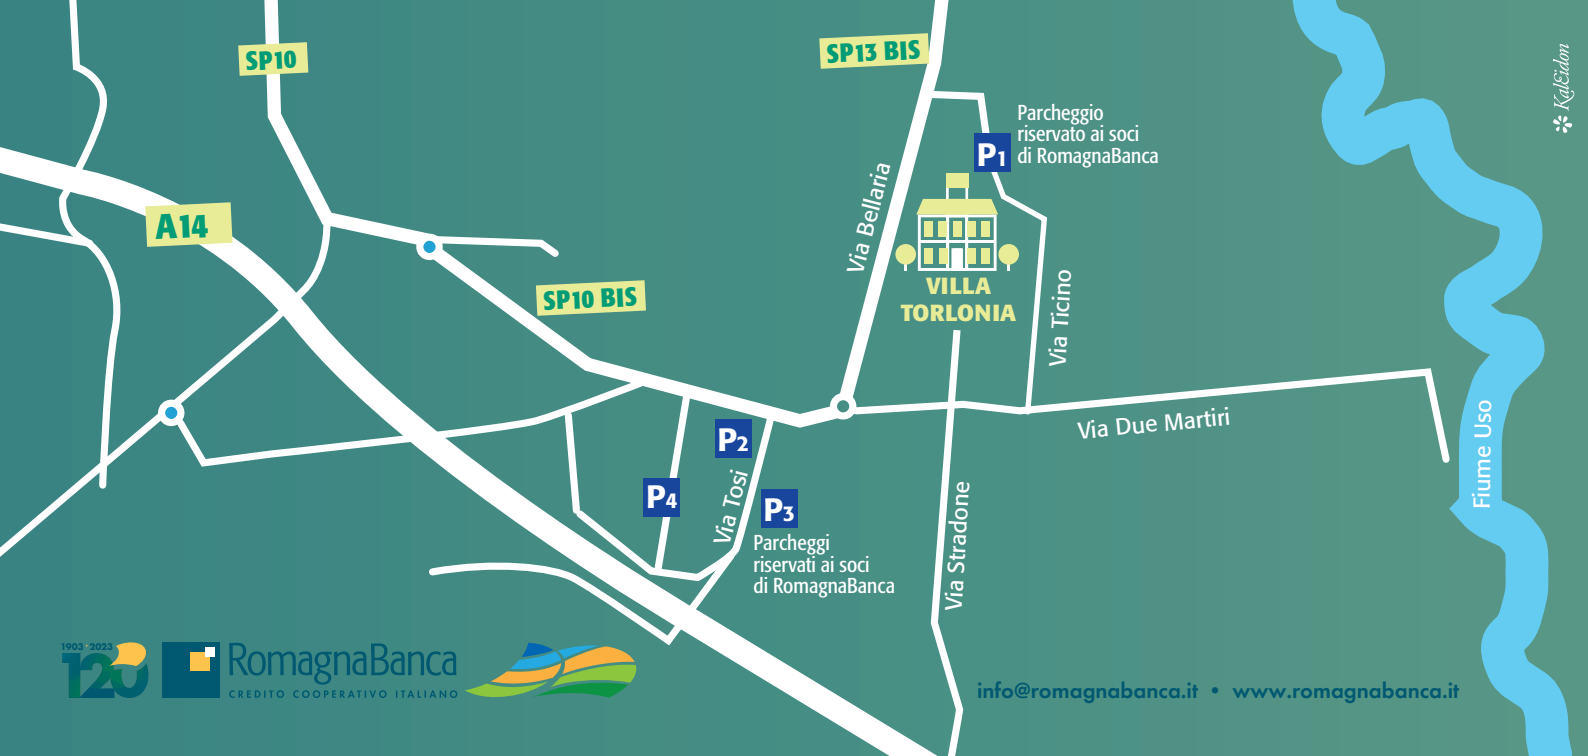 SP10
SP13 BIS
Kalεidon
Parcheggio
riservato ai soci
di RomagnaBanca
P1
Via Bellaria
A14
SP10 BIS
VILLA
TORLONIA
Via Ticino
Via Due Martiri
Fiume Uso
P2
P4
Via Tosi
P3
Parcheggi
riservati ai soci
di RomagnaBanca
Via Stradone
1903 · 2023
120
RomagnaBanca
CREDITO COOPERATIVO ITALIANO
info@romagnabanca.it • www.romagnabanca.it